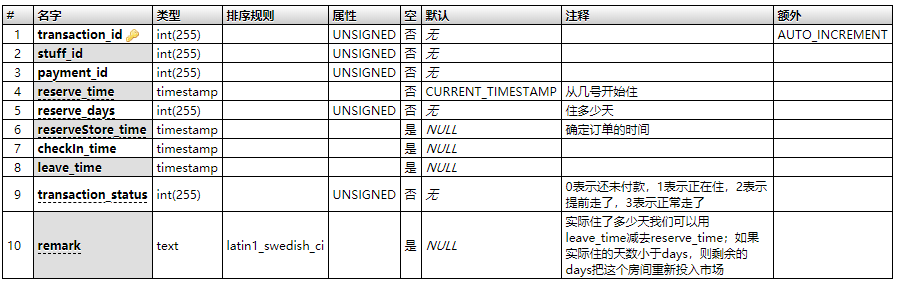 # 名字 类型 排序规则 属性 空 默认 注释 额外
1 transaction_id int(255) UNSIGNED 否 无 AUTO_INCREMENT
2 stuff_id int(255) UNSIGNED 否 无
3 payment_id int(255) UNSIGNED 否 无
4 reserve_time timestamp 否 CURRENT_TIMESTAMP 从几号开始住
5 reserve_days int(255) UNSIGNED 否 无 住多少天
6 reserveStore_time timestamp 是 NULL 确定订单的时间
7 checkIn_time timestamp 是 NULL
8 leave_time timestamp 是 NULL
9 transaction_status int(255) UNSIGNED 否 无 0表示还未付款，1表示正在住，2表示
提前走了，3表示正常走了
10 remark text latin1_swedish_ci 是 NULL 实际住了多少天我们可以用
leave_time减去reserve_time；如果
实际住的天数小于days，则剩余的
days把这个房间重新投入市场